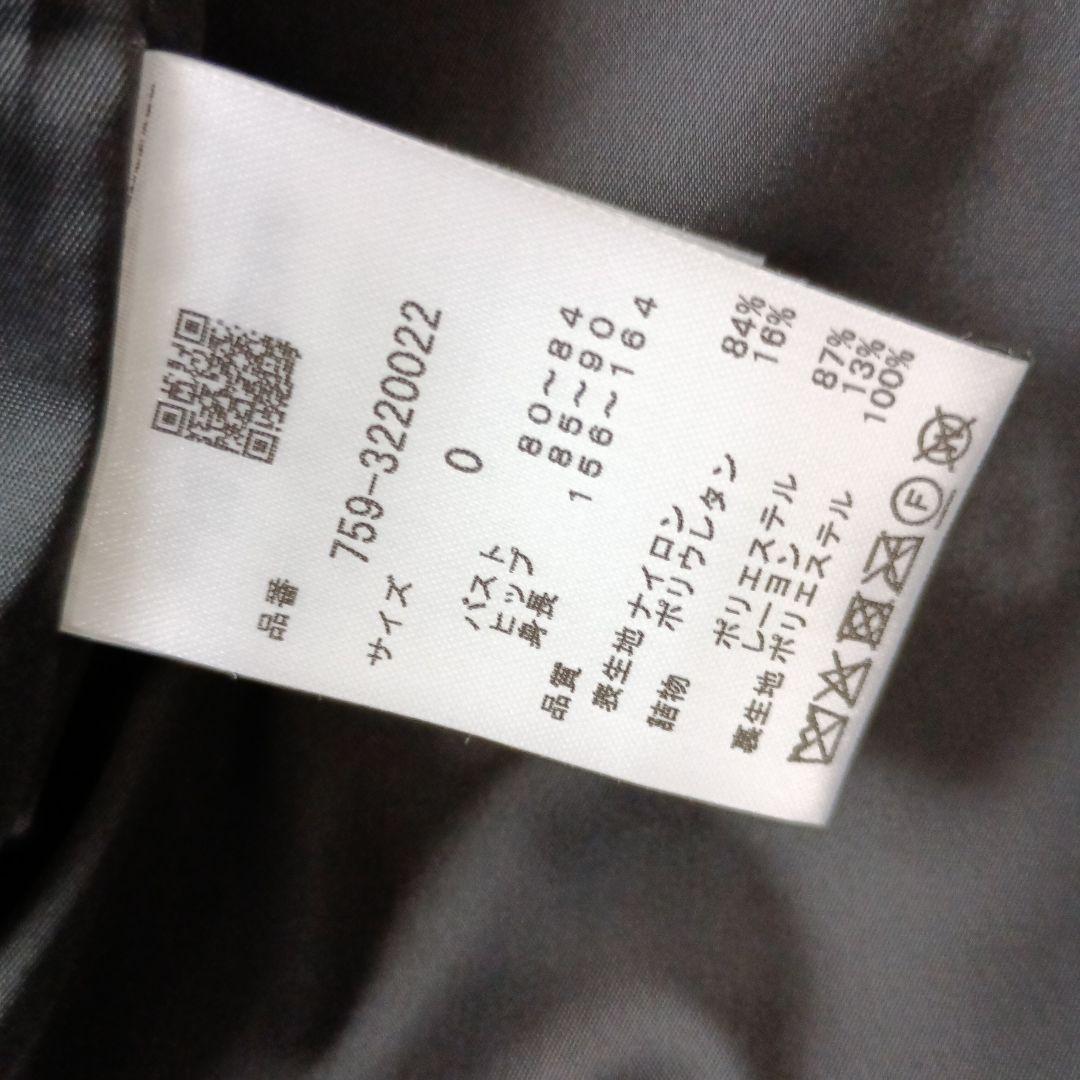 品番
759-3220022
サイズ 0
バスト 80～84
ヒップ 85～90
身長 156～164
品質
表生地 ナイロン 84%
ポリウレタン 16%
詰物
ポリエステル 87%
レーヨン 13%
裏生地 ポリエステル 100%
F